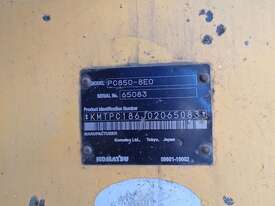 MODEL PC850-8E0
SERIAL No. 65083
Product Identification Number
*KMTPC186J02065083*
Manufacturer
Komatsu Ltd. Tokyo, Japan
KOMATSU 09601-10002